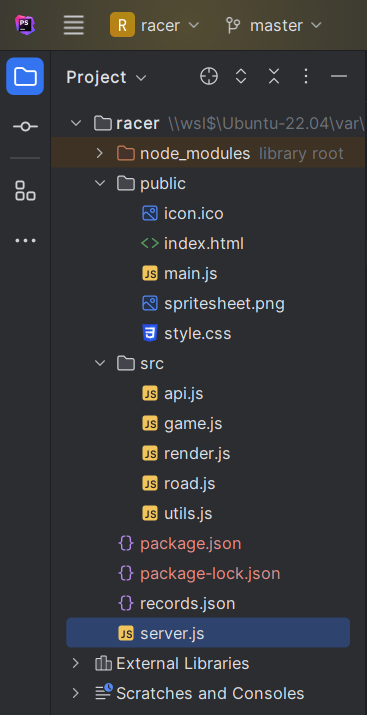 PS
R racer master
Project
racer \\wsl$\Ubuntu-22.04\var\
node_modules library root
public
icon.ico
<> index.html
JS main.js
spritesheet.png
3 style.css
src
JS api.js
JS game.js
JS render.js
JS road.js
JS utils.js
{} package.json
{} package-lock.json
{} records.json
JS server.js
External Libraries
Scratches and Consoles